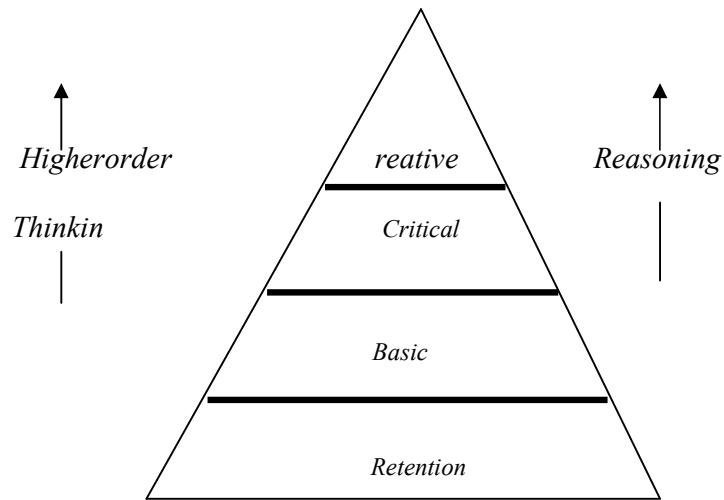 Higherorder
reative
Reasoning
Thinkin
Critical
Basic
Retention